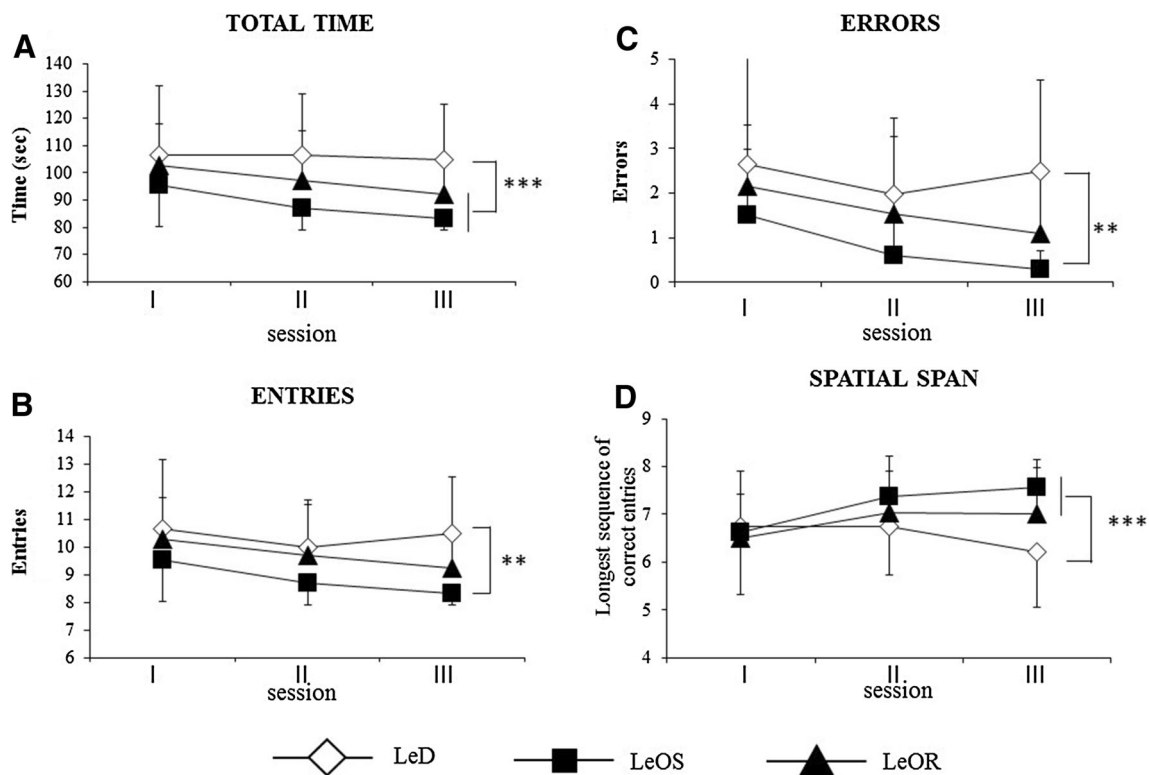 A
TOTAL TIME
Time (sec)
140
130
120
110
100
90
80
70
60
***
I II III
session
C
ERRORS
Errors
5
4
3
2
1
0
**
I II III
session
B
ENTRIES
Entries
14
13
12
11
10
9
8
7
6
**
I II III
session
D
SPATIAL SPAN
Longest sequence of
correct entries
9
8
7
6
5
4
***
I II III
session
LeD LeOS LeOR